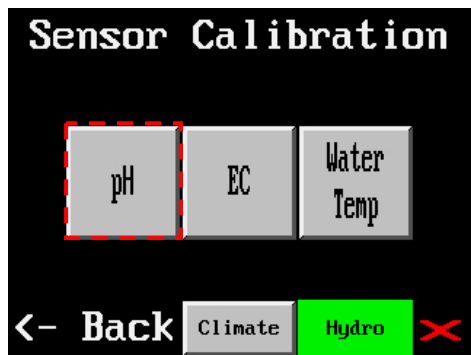 Sensor Calibration
pH
EC
Water
Temp
<- Back
Climate
Hydro